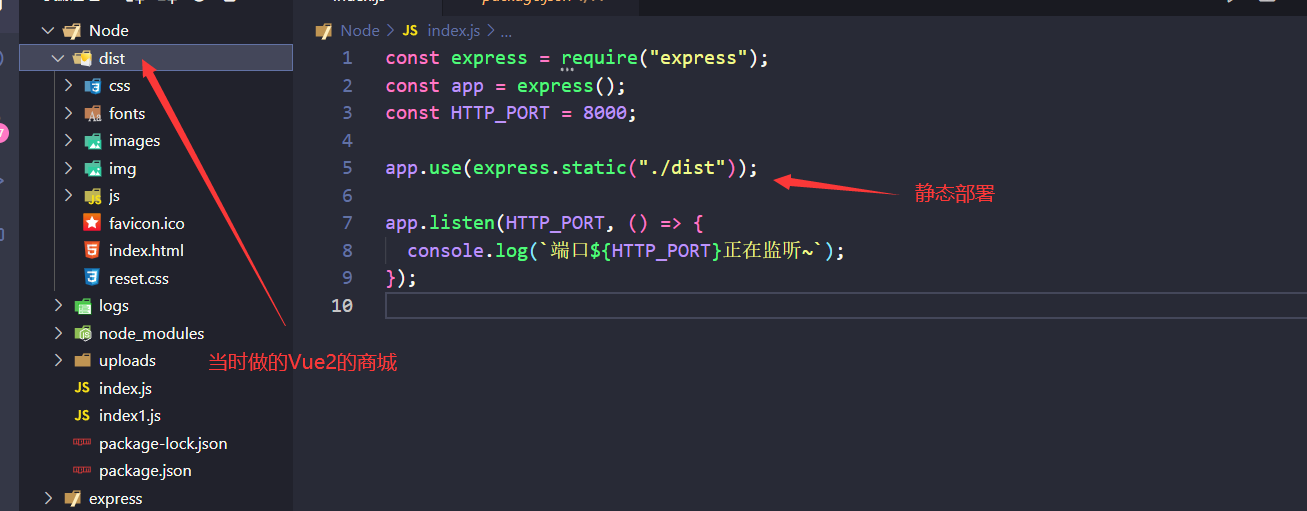 Node
dist
css
fonts
images
img
js
favicon.ico
index.html
reset.css
logs
node_modules
uploads
index.js
index1.js
package-lock.json
package.json
express
当时做的Vue2的商城
Node > JS index.js > ...
1 const express = require("express");
2 const app = express();
3 const HTTP_PORT = 8000;
4
5 app.use(express.static("./dist"));
6
7 app.listen(HTTP_PORT, () => {
8 console.log(`端口${HTTP_PORT}正在监听~`);
9 });
10
静态部署